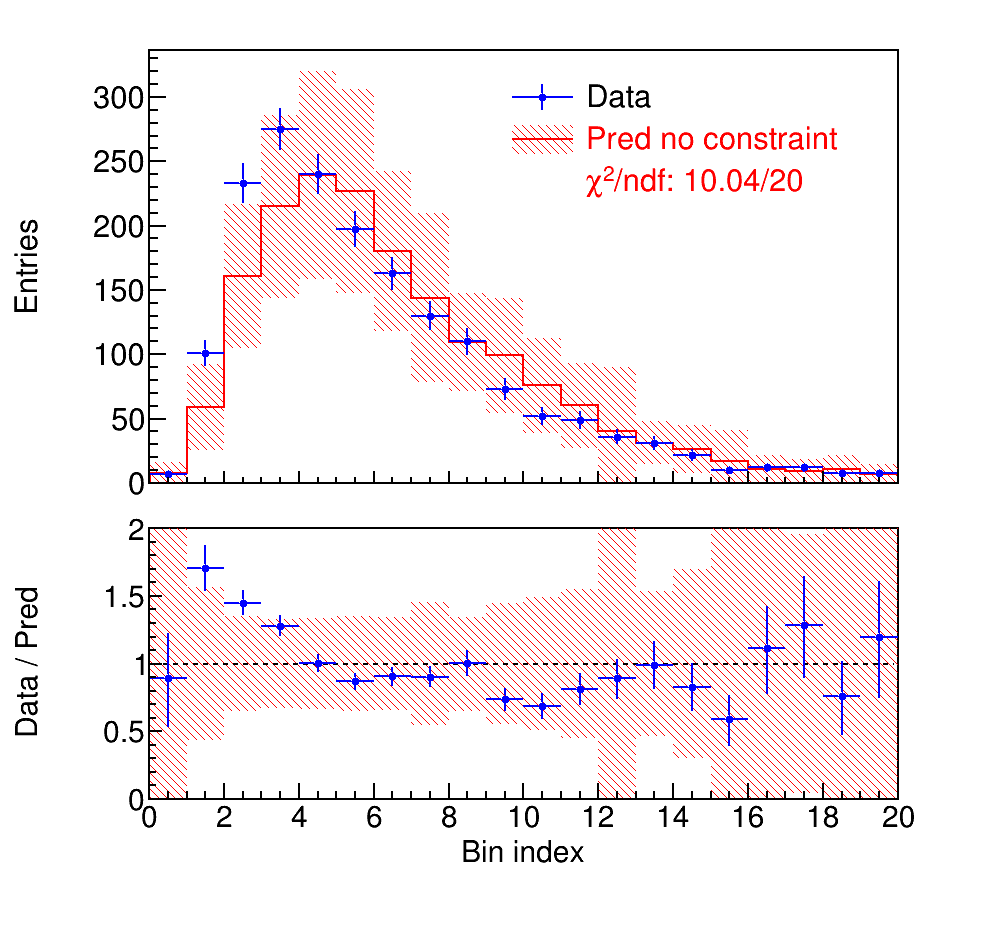 Entries
300
250
200
150
100
50
0
Data
Pred no constraint
χ²/ndf: 10.04/20
Data / Pred
2
1.5
1
0.5
0
0 2 4 6 8 10 12 14 16 18 20
Bin index